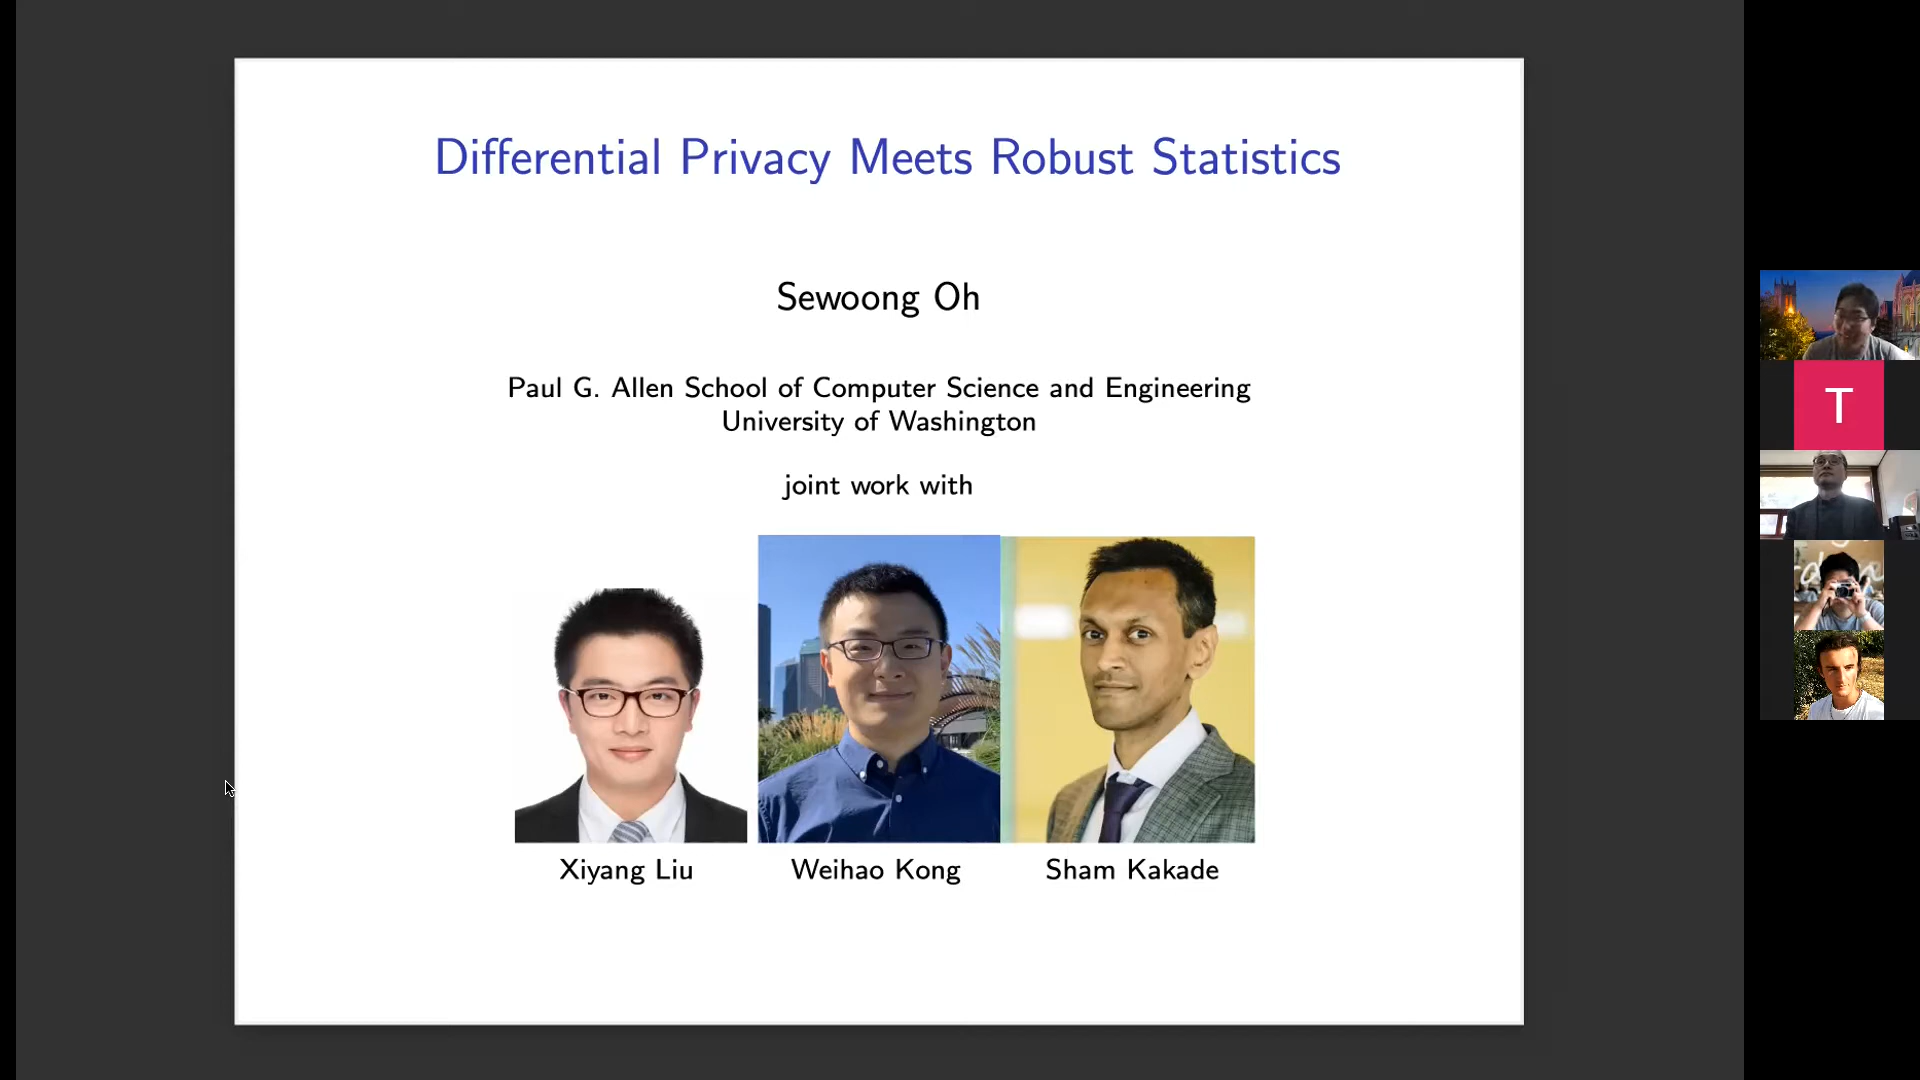 Differential Privacy Meets Robust Statistics
Sewoong Oh
Paul G. Allen School of Computer Science and Engineering
University of Washington
joint work with
Xiyang Liu
Weihao Kong
Sham Kakade
T